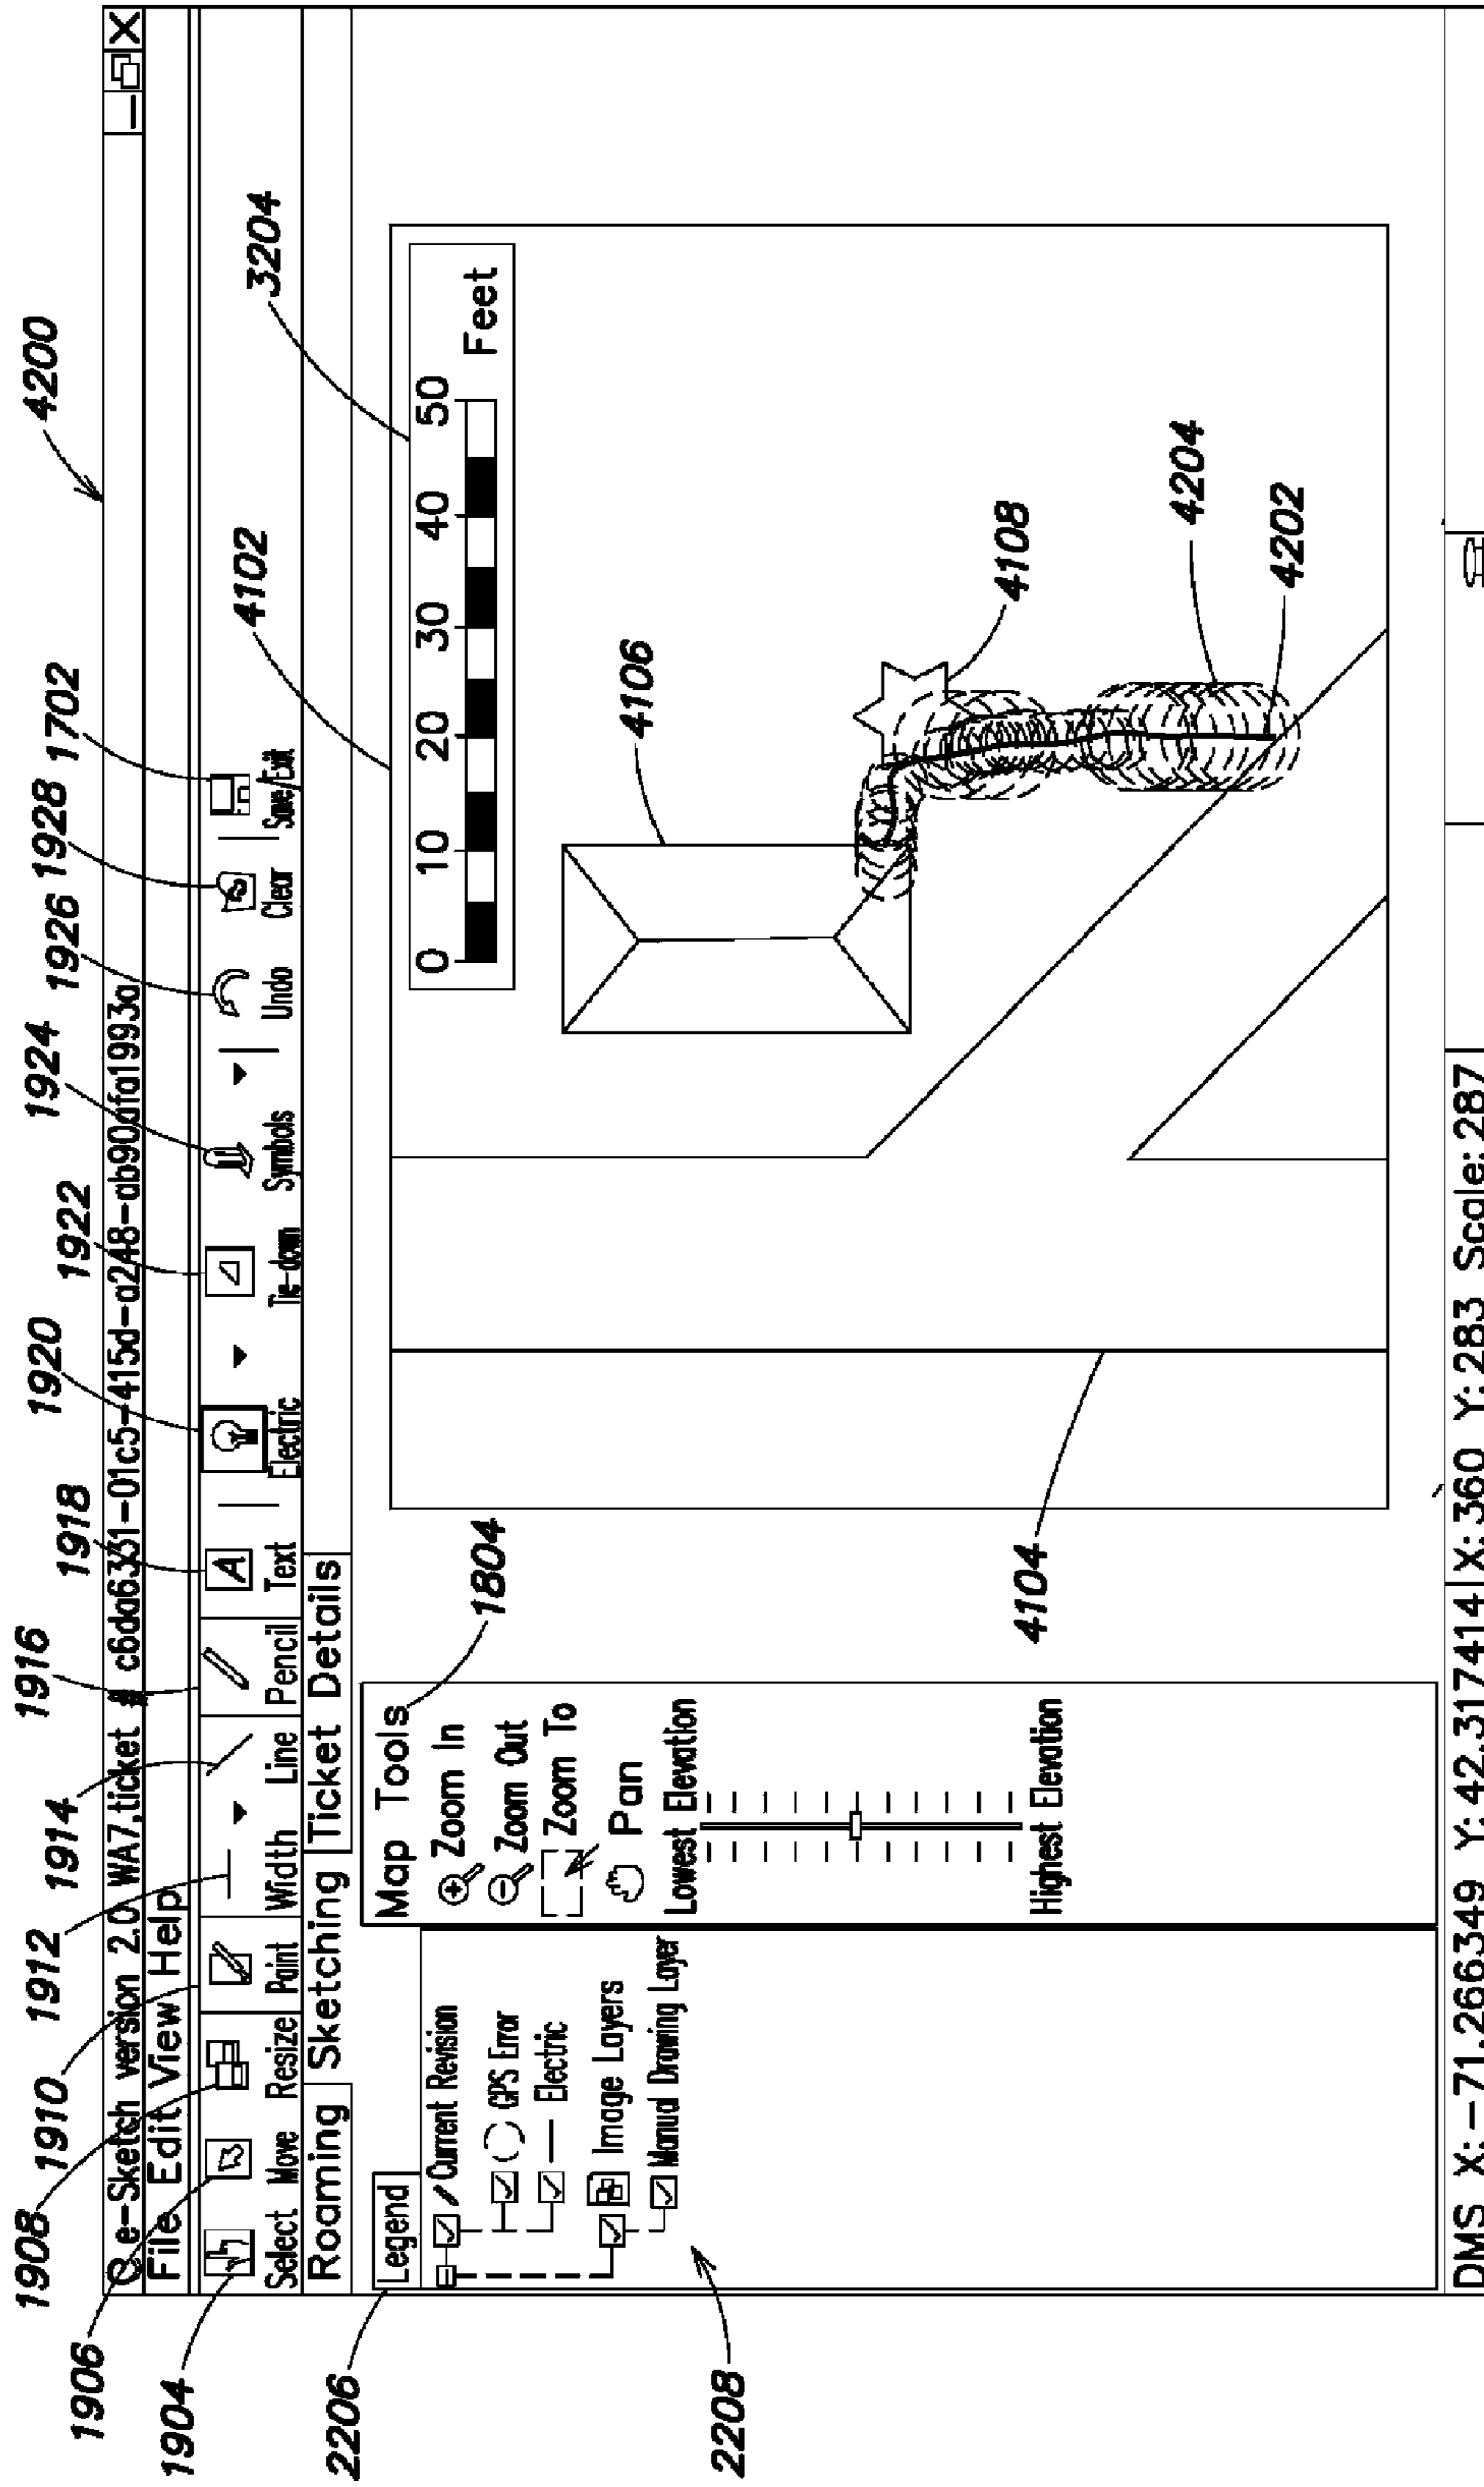 4200
1908 1910 1912 1914 1916 1918 1920 1922 1924 1926 1928 1702
1906
1904
e-Sketch version 2.0 WA7,ticket # c6da6331-01c5-415d-a248-ab90afa1993a
File Edit View Help
Select Move Resize Paint Width Line Pencil Text Electric Tie-down Symbols Undo Clear Save/Exit
Roaming Sketching Ticket Details
2206
Legend
Current Revision
GPS Error
Electric
Image Layers
Manual Drawing Layer
2208
Map Tools
1804
Zoom In
Zoom Out
Zoom To
Pan
Lowest Elevation
Highest Elevation
4102
3204
0 10 20 30 40 50
Feet
4106
4108
4204
4202
4104
DMS X:-71.266349 Y:42.317414 X:360 Y:283 Scale:287